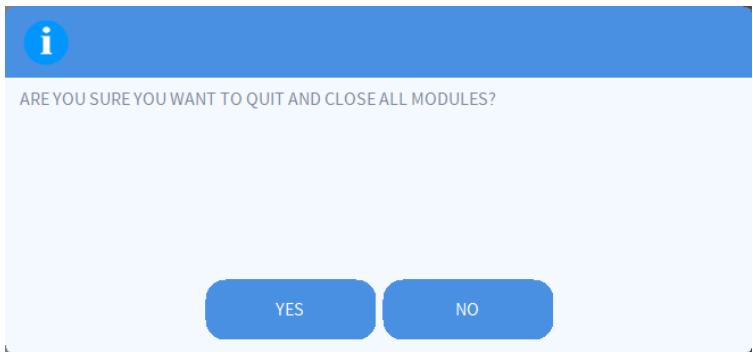 i
ARE YOU SURE YOU WANT TO QUIT AND CLOSE ALL MODULES?
YES
NO